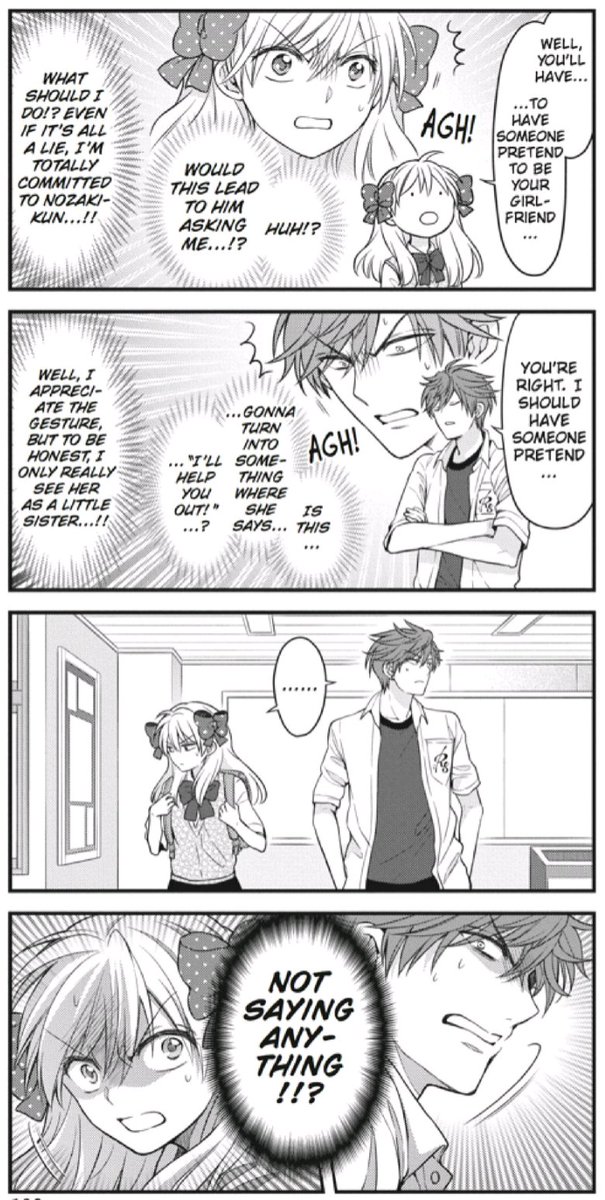 WELL,
YOU'LL
HAVE...
...TO
HAVE
SOMEONE
PRETEND
TO BE
YOUR
GIRL-
FRIEND
...
AGH!
HUH!?
WOULD
THIS LEAD
TO HIM
ASKING
ME...!?
WHAT
SHOULD I
DO!? EVEN
IF IT'S ALL
A LIE, I'M
TOTALLY
COMMITTED
TO NOZAKI-
KUN...!!
YOU'RE
RIGHT. I
SHOULD
HAVE
SOMEONE
PRETEND
...
AGH!
IS
THIS
...
...GONNA
TURN
INTO
SOME-
THING
WHERE
SHE
SAYS...
... "I'LL
HELP
YOU
OUT!"
...?
WELL, I
APPRECI-
ATE THE
GESTURE,
BUT TO BE
HONEST, I
ONLY REALLY
SEE HER
AS A LITTLE
SISTER...!!
......
NOT
SAYING
ANY-
THING
!!?